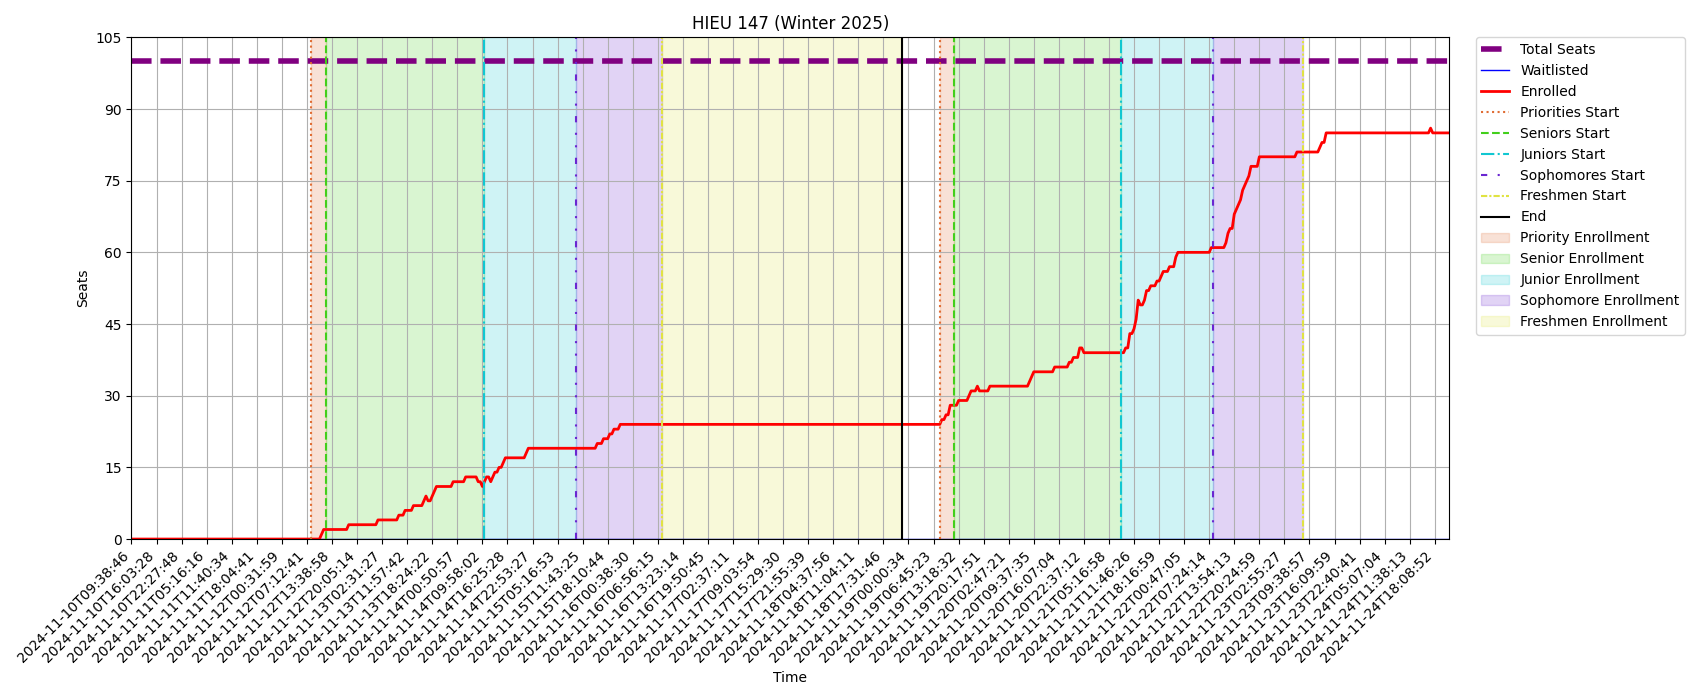 HIEU 147 (Winter 2025)
Seats
105
90
75
60
45
30
15
0
2024-11-10T09:38:46
2024-11-10T16:03:28
2024-11-10T22:27:48
2024-11-11T05:16:16
2024-11-11T11:40:34
2024-11-11T18:04:41
2024-11-12T00:31:59
2024-11-12T07:12:41
2024-11-12T13:38:58
2024-11-12T20:05:14
2024-11-13T02:31:27
2024-11-13T11:57:42
2024-11-13T18:24:22
2024-11-14T00:50:57
2024-11-14T09:58:02
2024-11-14T16:25:28
2024-11-14T22:53:27
2024-11-15T05:16:53
2024-11-15T11:43:25
2024-11-15T18:10:44
2024-11-16T00:38:30
2024-11-16T06:56:15
2024-11-16T13:23:14
2024-11-16T19:50:45
2024-11-17T02:37:11
2024-11-17T09:03:54
2024-11-17T15:29:30
2024-11-17T21:55:39
2024-11-18T04:37:56
2024-11-18T11:04:11
2024-11-18T17:31:46
2024-11-19T00:00:34
2024-11-19T06:45:23
2024-11-19T13:18:32
2024-11-19T20:17:51
2024-11-20T02:47:21
2024-11-20T09:37:35
2024-11-20T16:07:04
2024-11-20T22:37:12
2024-11-21T05:16:58
2024-11-21T11:46:26
2024-11-21T18:16:59
2024-11-22T00:47:05
2024-11-22T07:24:14
2024-11-22T13:54:13
2024-11-22T20:24:59
2024-11-23T02:55:27
2024-11-23T09:38:57
2024-11-23T16:09:59
2024-11-23T22:40:41
2024-11-24T05:07:04
2024-11-24T11:38:13
2024-11-24T18:08:52
Time
Total Seats
Waitlisted
Enrolled
Priorities Start
Seniors Start
Juniors Start
Sophomores Start
Freshmen Start
End
Priority Enrollment
Senior Enrollment
Junior Enrollment
Sophomore Enrollment
Freshmen Enrollment